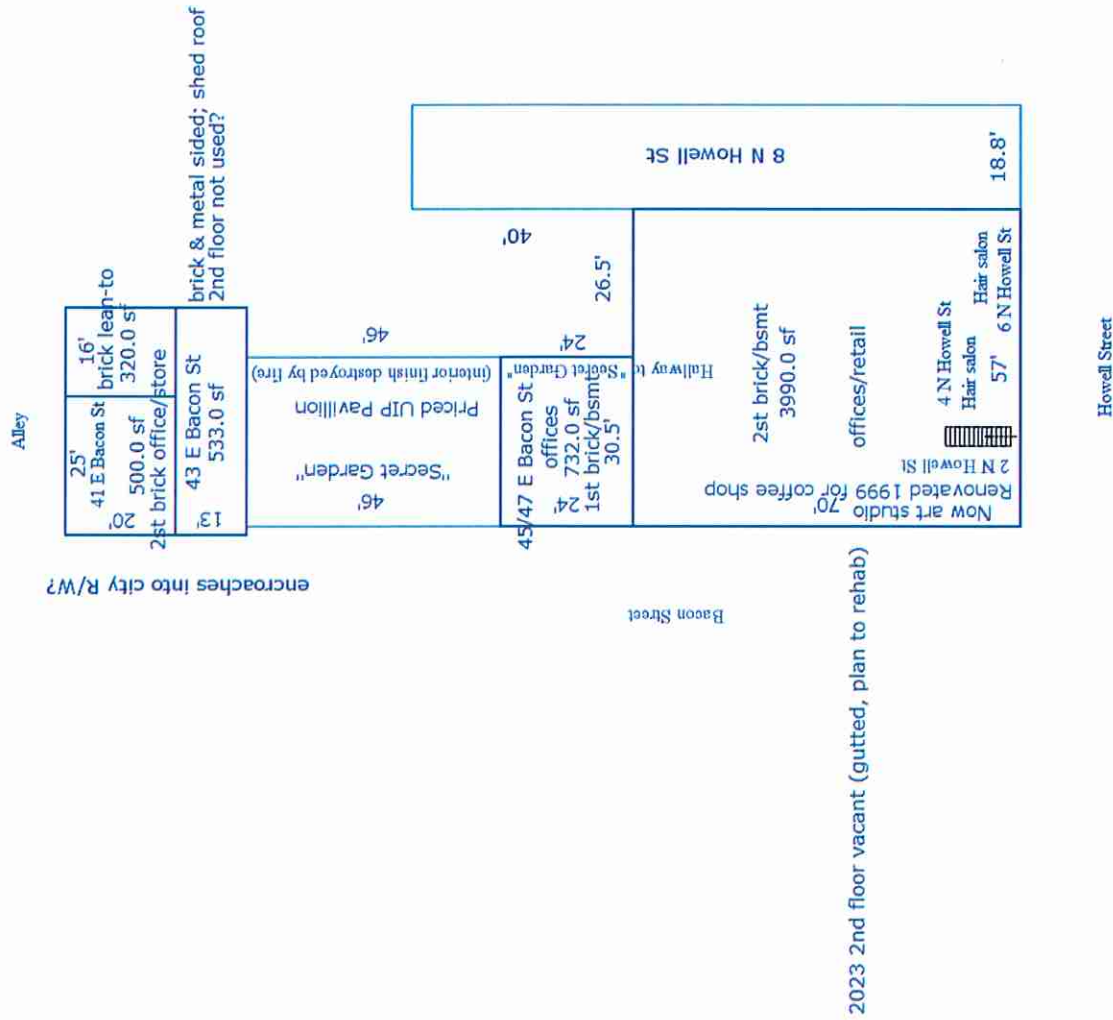 Alley
25'
41 E Bacon St
20'
500.0 sf
2st brick office/store
16'
brick lean-to
320.0 sf
brick & metal sided; shed roof
2nd floor not used?
43 E Bacon St
13'
533.0 sf
encroaches into city R/W?
46'
"Secret Garden"
Priced UIP Pavillion
(interior finish destroyed by fire)
46'
45/47 E Bacon St
offices
24'
732.0 sf
1st brick/bsmt
30.5'
24'
Hallway to "Secret Garden"
26.5'
40'
8 N Howell St
18.8'
Bacon Street
2st brick/bsmt
3990.0 sf
offices/retail
2023 2nd floor vacant (gutted, plan to rehab)
70'
Now art studio
Renovated 1999 for coffee shop
2 N Howell St
4 N Howell St
Hair salon
57'
Hair salon
6 N Howell St
Howell Street